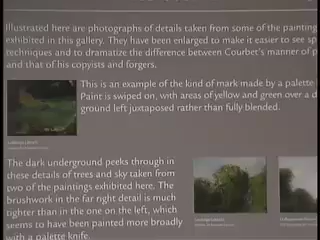 Illustrated here are photographs of details taken from some of the painting
exhibited in this gallery. They have been enlarged to make it easier to see sp
techniques and to dramatize the difference between Courbet's manner of p
and that of his copyists and forgers.
This is an example of the kind of mark made by a palette
Paint is swiped on, with areas of yellow and green over a d
ground left juxtaposed rather than fully blended.
The dark underground peeks through in
these details of trees and sky taken from
two of the paintings exhibited here. The
brushwork in the far right detail is much
tighter than in the one on the left, which
seems to have been painted more broadly
with a palette knife.